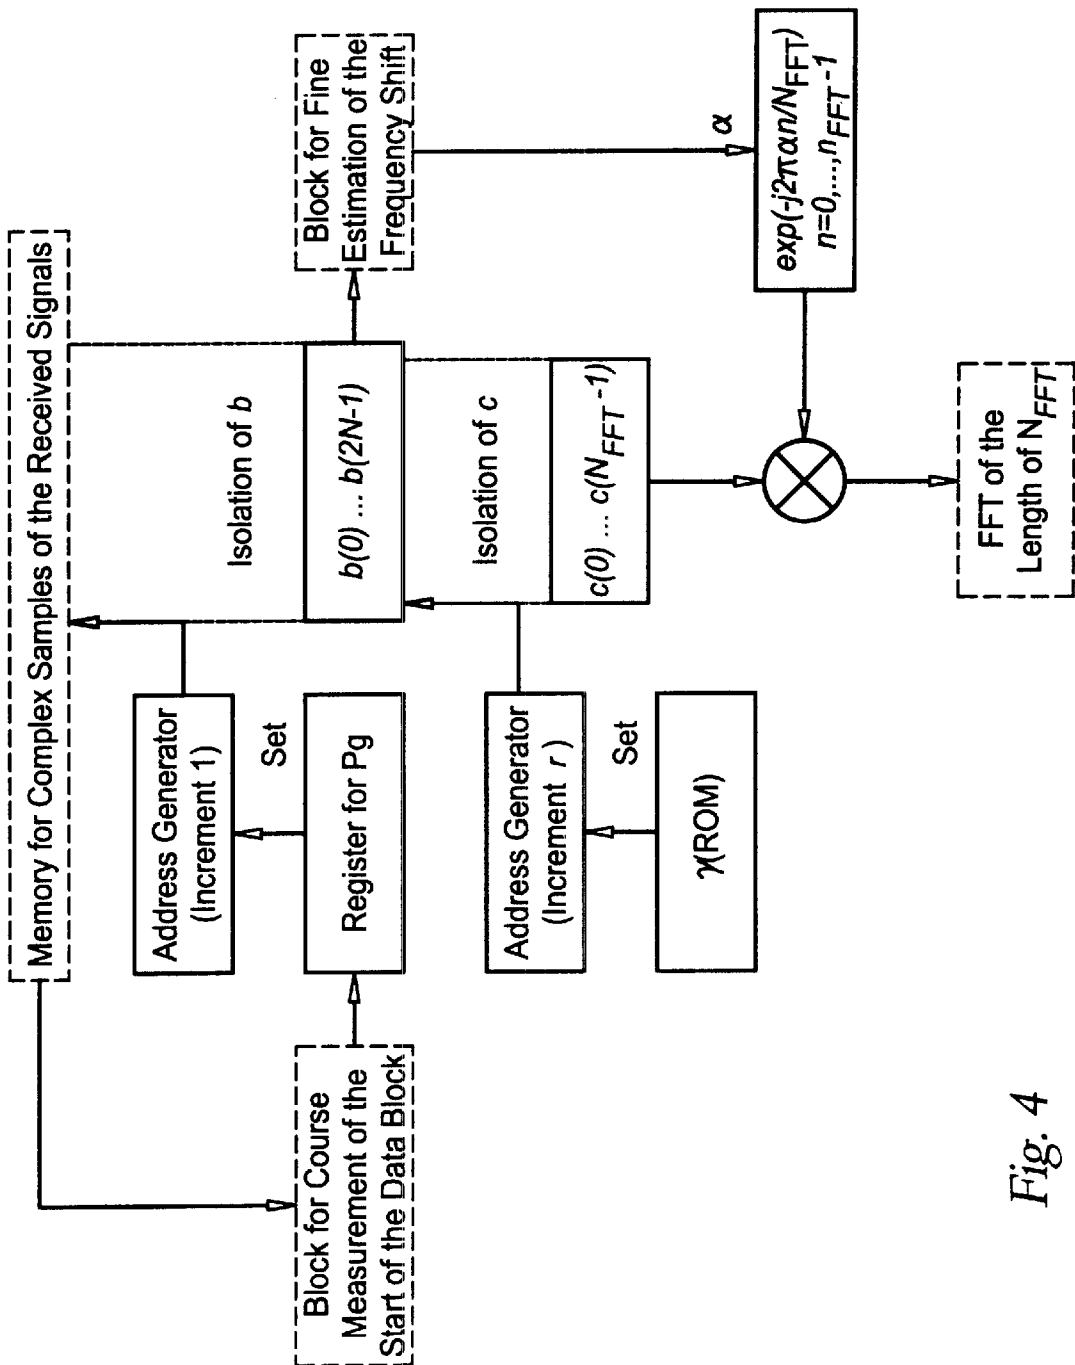 Memory for Complex Samples of the Received Signals
Block for Course
Measurement of the
Start of the Data Block
Address Generator
(Increment 1)
Set
Register for Pg
Isolation of b
b(0) ... b(2N-1)
Block for Fine
Estimation of the
Frequency Shift
Address Generator
(Increment r )
Set
γ(ROM)
Isolation of c
c(0) ... c(N_FFT-1)
α
exp(-j2παn/N_FFT)
n=0,...,n_FFT-1
FFT of the
Length of N_FFT
Fig. 4